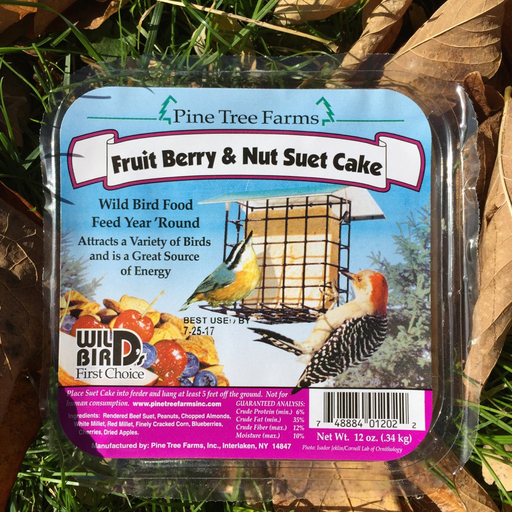 Pine Tree Farms
Fruit Berry & Nut Suet Cake
Wild Bird Food
Feed Year 'Round
Attracts a Variety of Birds
and is a Great Source
of Energy
BEST USED BY
7-25-17
WILD
BIRD's
First Choice
Place Suet Cake into feeder and hang at least 5 feet off the ground. Not for
human consumption. www.pinetreefarmsinc.com
Ingredients: Rendered Beef Suet, Peanuts, Chopped Almonds,
White Millet, Red Millet, Finely Cracked Corn, Blueberries,
Cherries, Dried Apples.
GUARANTEED ANALYSIS:
Crude Protein (min.) 6%
Crude Fat (min.) 35%
Crude Fiber (max.) 12%
Moisture (max.) 10%
Manufactured by: Pine Tree Farms, Inc., Interlaken, NY 14847
7 48884 01202 2
Net Wt. 12 oz. (.34 kg)
Photo: Isidor Jeklin/Cornell Lab of Ornithology